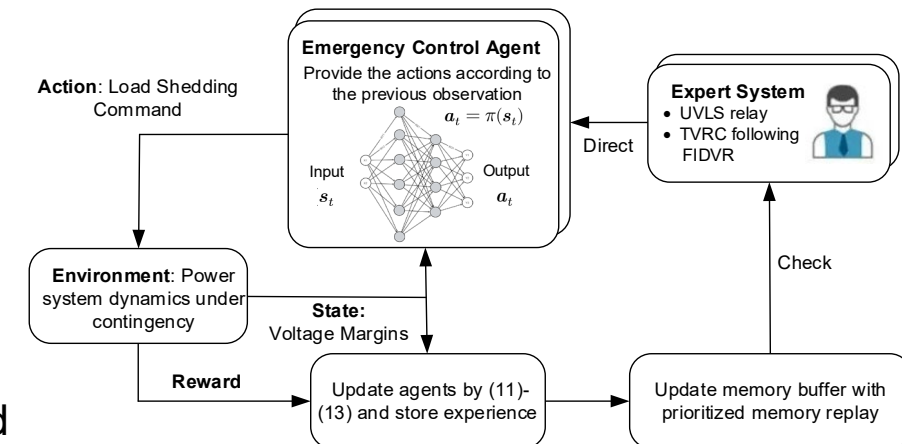 Emergency Control Agent
Provide the actions according to
the previous observation
a_t = π(s_t)
Input
s_t
Output
a_t
Action: Load Shedding
Command
Expert System
• UVLS relay
• TVRC following
FIDVR
Direct
Check
Environment: Power
system dynamics under
contingency
State:
Voltage Margins
Reward
Update agents by (11)-
(13) and store experience
Update memory buffer with
prioritized memory replay
d